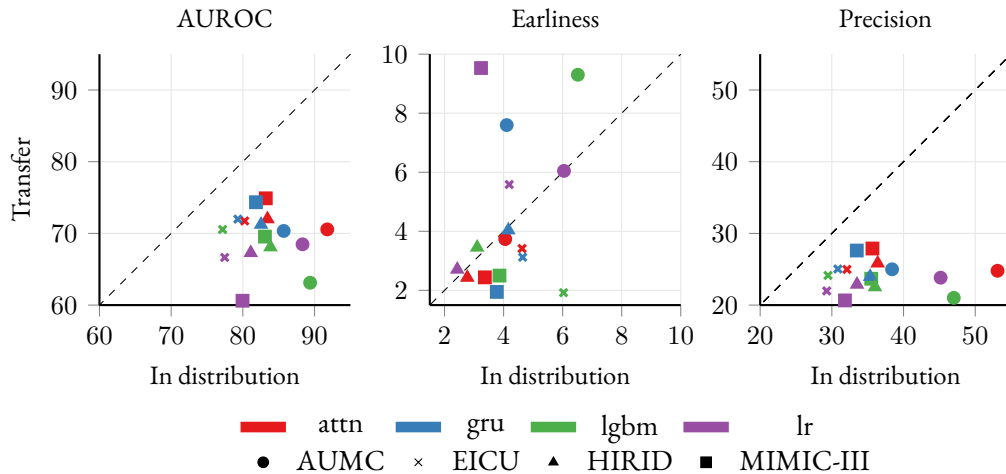 AUROC
Earliness
Precision
Transfer
90
80
70
60
60 70 80 90
In distribution
10
8
6
4
2
2 4 6 8 10
In distribution
50
40
30
20
20 30 40 50
In distribution
attn gru lgbm lr
AUMC EICU HIRID MIMIC-III